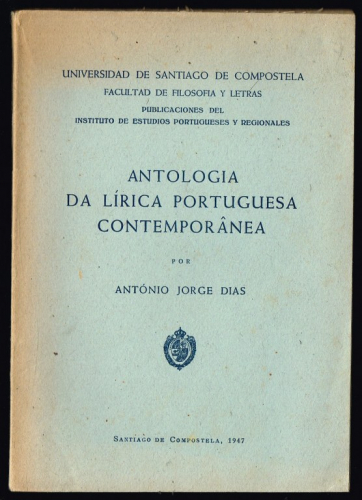 UNIVERSIDAD DE SANTIAGO DE COMPOSTELA
FACULTAD DE FILOSOFIA Y LETRAS
PUBLICACIONES DEL
INSTITUTO DE ESTUDIOS PORTUGUESES Y REGIONALES
ANTOLOGIA
DA LÍRICA PORTUGUESA
CONTEMPORÂNEA
POR
ANTÓNIO JORGE DIAS
SANTIAGO DE COMPOSTELA, 1947